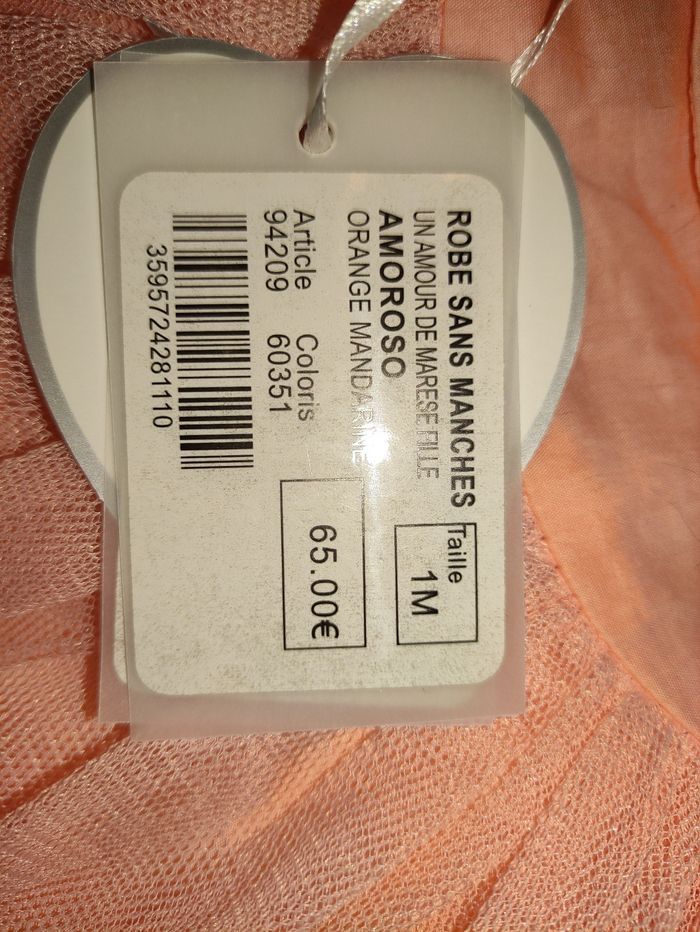 ROBE SANS MANCHES
UN AMOUR DE MARESE FILLE
AMOROSO
ORANGE MANDARINE
Taille
1M
Article Coloris
94209 60351
65.00€
3595724281110